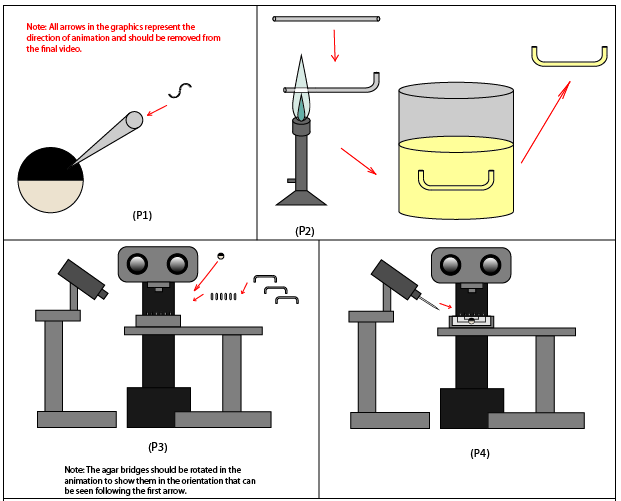 Note: All arrows in the graphics represent the
direction of animation and should be removed from
the final video.
(P1)
(P2)
(P3)
(P4)
Note: The agar bridges should be rotated in the
animation to show them in the orientation that can
be seen following the first arrow.